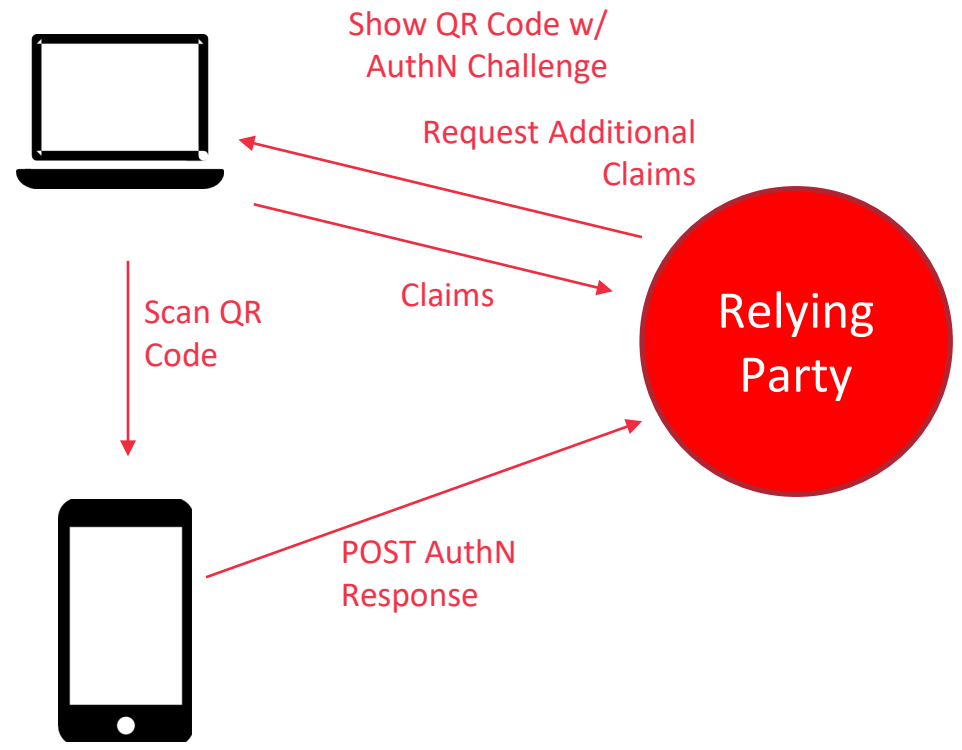 Show QR Code w/
AuthN Challenge
Request Additional
Claims
Claims
Scan QR
Code
Relying
Party
POST AuthN
Response